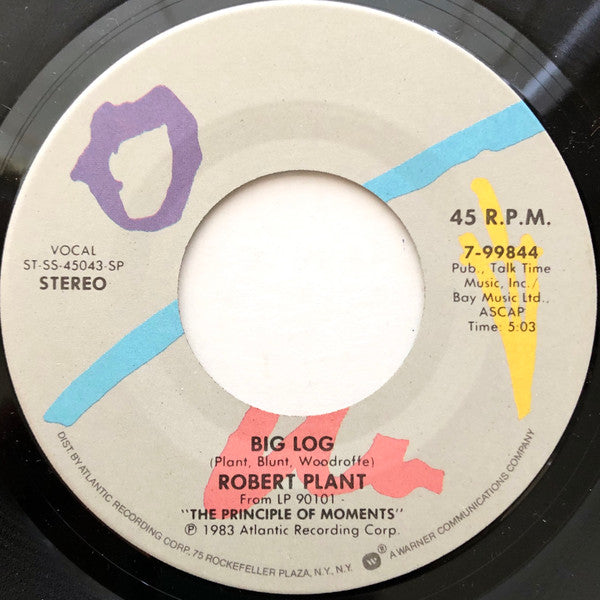 VOCAL
ST-SS-45043-SP
STEREO
45 R.P.M.
7-99844
Pub., Talk Time
Music, Inc./
Bay Music Ltd.,
ASCAP
Time: 5:03
BIG LOG
(Plant, Blunt, Woodroffe)
ROBERT PLANT
From LP 90101 -
"THE PRINCIPLE OF MOMENTS"
℗ 1983 Atlantic Recording Corp.
DIST. BY ATLANTIC RECORDING CORP., 75 ROCKEFELLER PLAZA, N.Y., N.Y. W ® A WARNER COMMUNICATIONS COMPANY